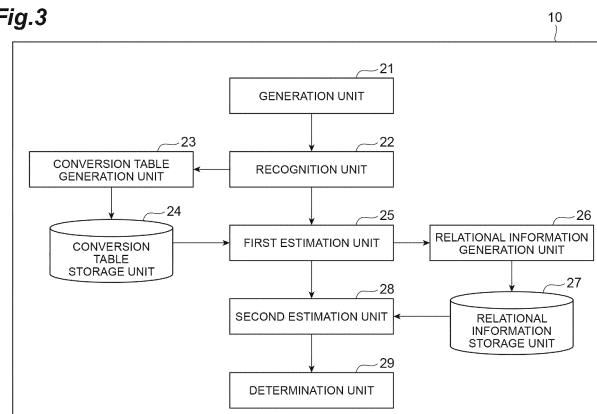 Fig.3
10
21
GENERATION UNIT
22
RECOGNITION UNIT
23
CONVERSION TABLE
GENERATION UNIT
24
CONVERSION
TABLE
STORAGE UNIT
25
FIRST ESTIMATION UNIT
26
RELATIONAL INFORMATION
GENERATION UNIT
27
RELATIONAL
INFORMATION
STORAGE UNIT
28
SECOND ESTIMATION UNIT
29
DETERMINATION UNIT